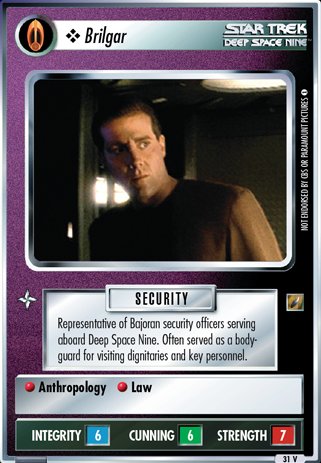 ❖ Brilgar
STAR TREK
DEEP SPACE NINE™
NOT ENDORSED BY CBS OR PARAMOUNT PICTURES
SECURITY
Representative of Bajoran security officers serving
aboard Deep Space Nine. Often served as a body-
guard for visiting dignitaries and key personnel.
Anthropology Law
INTEGRITY 6 CUNNING 6 STRENGTH 7
31 V